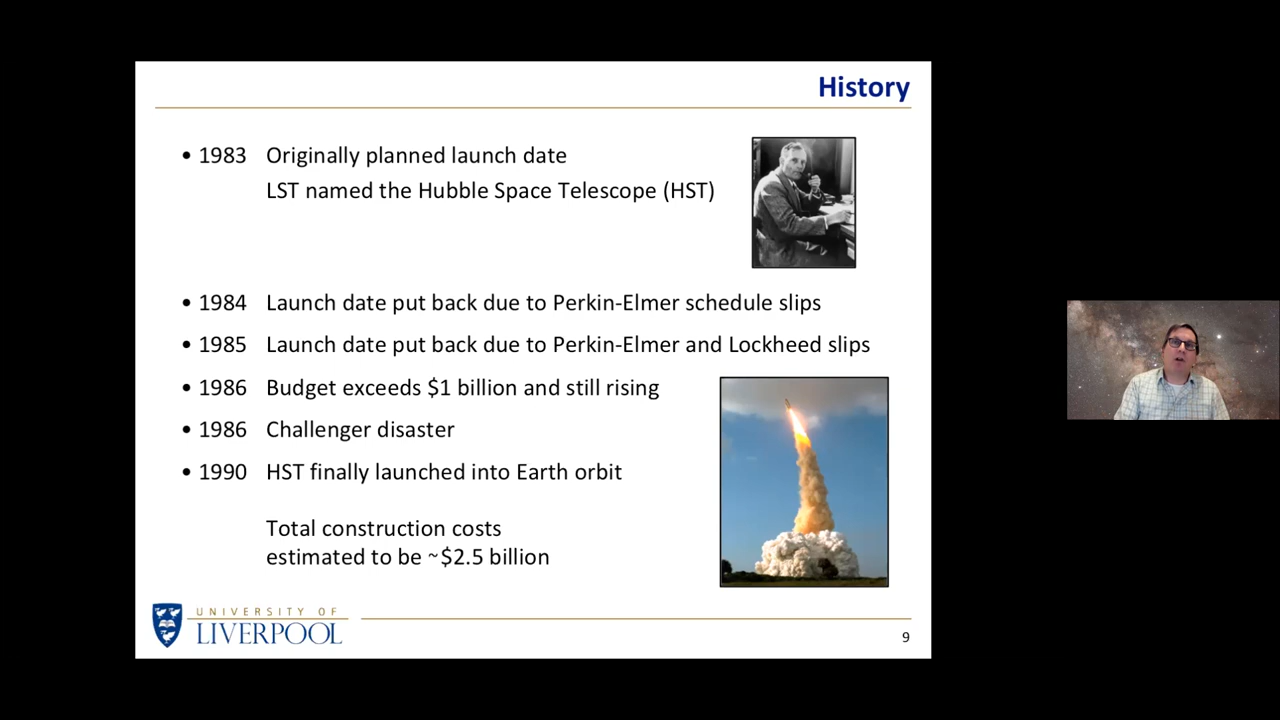 History
• 1983 Originally planned launch date
LST named the Hubble Space Telescope (HST)
• 1984 Launch date put back due to Perkin-Elmer schedule slips
• 1985 Launch date put back due to Perkin-Elmer and Lockheed slips
• 1986 Budget exceeds $1 billion and still rising
• 1986 Challenger disaster
• 1990 HST finally launched into Earth orbit
Total construction costs
estimated to be ~$2.5 billion
UNIVERSITY OF
LIVERPOOL
9